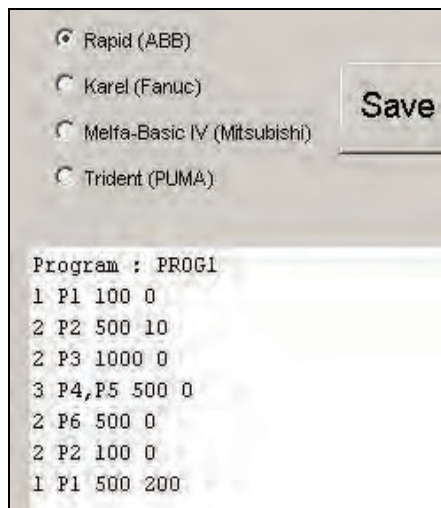 Rapid (ABB)
Karel (Fanuc)
Melfa-Basic IV (Mitsubishi)
Trident (PUMA)
Save
Program : PROG1
1 P1 100 0
2 P2 500 10
2 P3 1000 0
3 P4,P5 500 0
2 P6 500 0
2 P2 100 0
1 P1 500 200